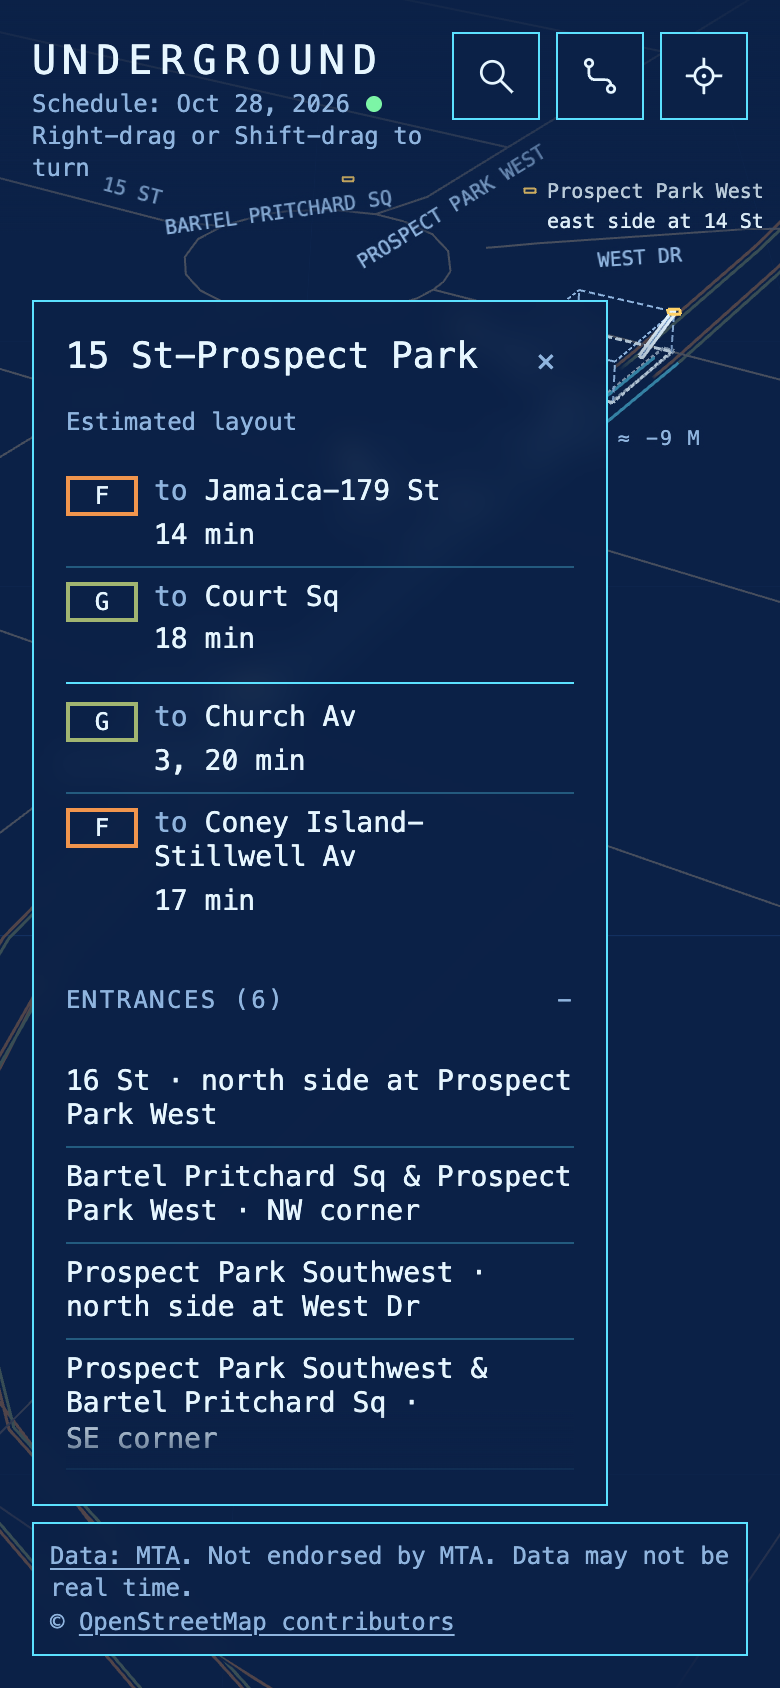 UNDERGROUND
Schedule: Oct 28, 2026
Right-drag or Shift-drag to
turn
15 ST
BARTEL PRITCHARD SQ
PROSPECT PARK WEST
Prospect Park West
east side at 14 St
WEST DR
≈ -9 M
15 St–Prospect Park ×
Estimated layout
F to Jamaica–179 St
14 min
G to Court Sq
18 min
G to Church Av
3, 20 min
F to Coney Island–
Stillwell Av
17 min
ENTRANCES (6) −
16 St · north side at Prospect
Park West
Bartel Pritchard Sq & Prospect
Park West · NW corner
Prospect Park Southwest ·
north side at West Dr
Prospect Park Southwest &
Bartel Pritchard Sq ·
SE corner
Data: MTA. Not endorsed by MTA. Data may not be
real time.
© OpenStreetMap contributors